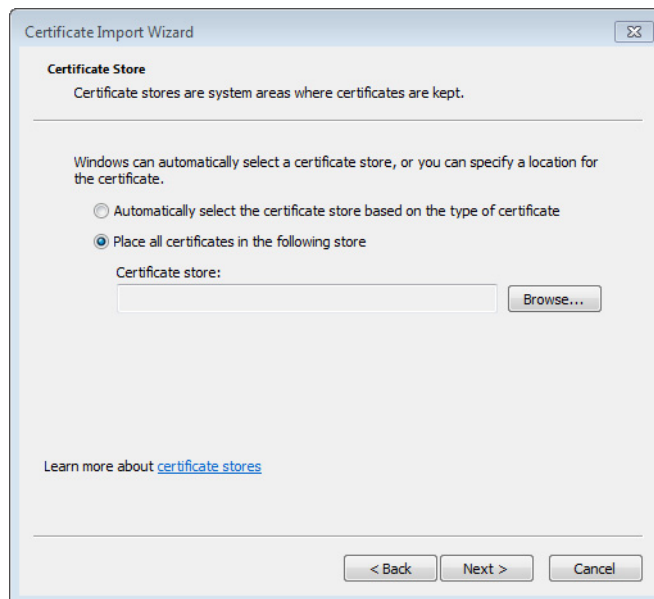 Certificate Import Wizard
Certificate Store
Certificate stores are system areas where certificates are kept.
Windows can automatically select a certificate store, or you can specify a location for
the certificate.
Automatically select the certificate store based on the type of certificate
Place all certificates in the following store
Certificate store:
Browse...
Learn more about certificate stores
< Back
Next >
Cancel